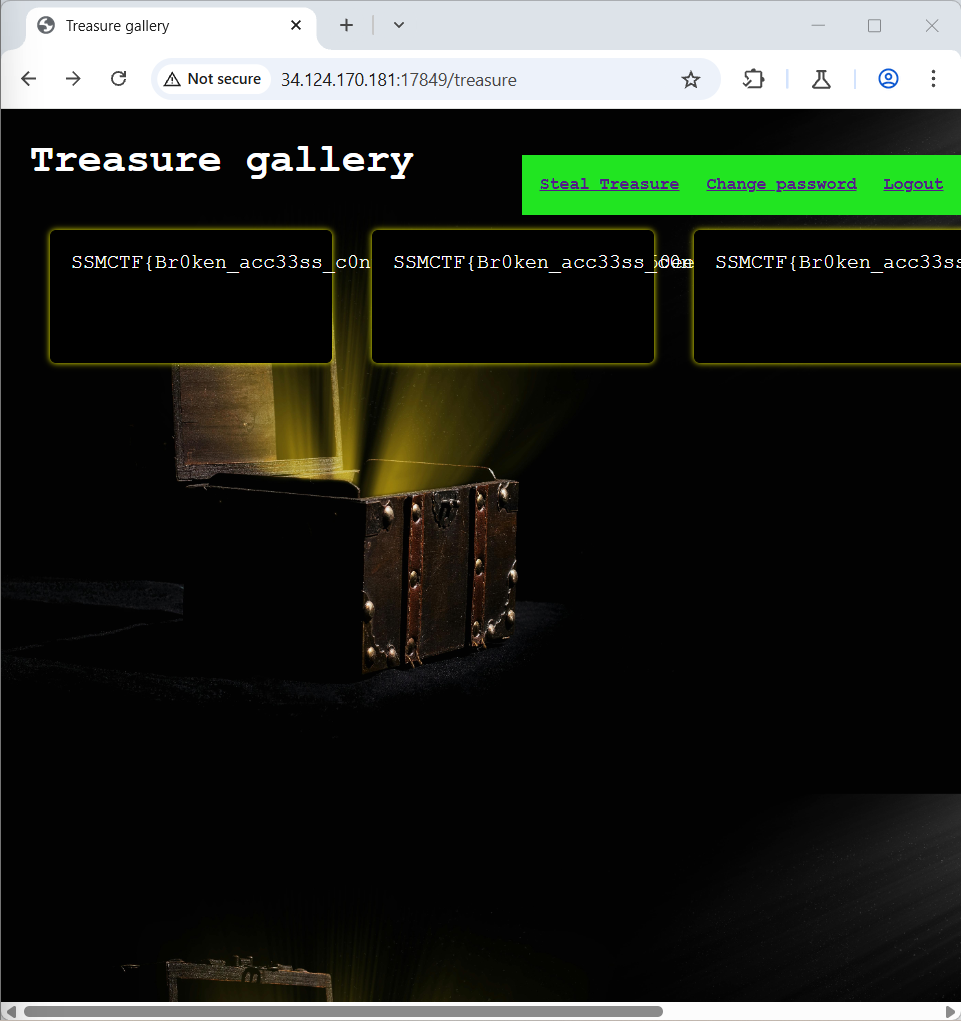 Treasure gallery
Not secure
34.124.170.181:17849/treasure
Treasure gallery
Steal Treasure Change password Logout
SSMCTF{Br0ken_acc33ss_c0n SSMCTF{Br0ken_acc33ss_ SSMCTF{Br0ken_acc33ss